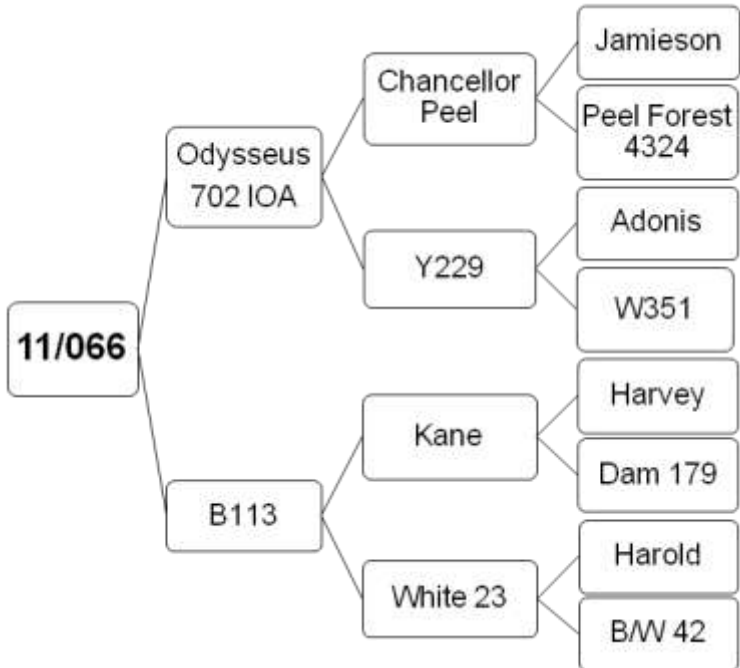 Jamieson
Chancellor
Peel
Peel Forest
4324
Odysseus
702 IOA
Adonis
Y229
W351
11/066
Harvey
Kane
Dam 179
B113
Harold
White 23
B/W 42